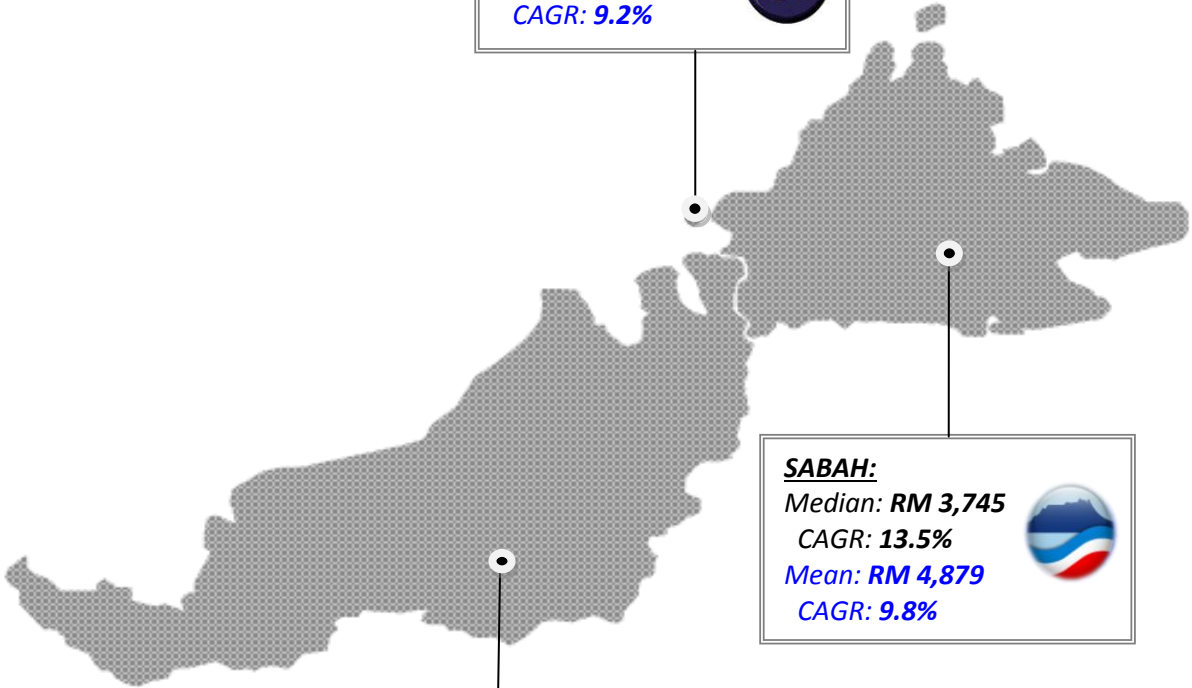 CAGR: 9.2%
SABAH:
Median: RM 3,745
CAGR: 13.5%
Mean: RM 4,879
CAGR: 9.8%